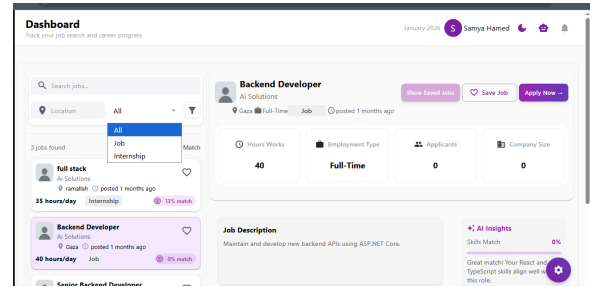 Dashboard
Track your job search and career progress
January 2026
S
Samya Hamed
Search jobs...
Location
All
All
Job
Internship
3 jobs found
Match
full stack
Ai Solutions
ramallah posted 1 months ago
35 hours/day Internship 13% match
Backend Developer
Ai Solutions
Gaza posted 1 months ago
40 hours/day Job 0% match
Senior Backend Developer
Backend Developer
Ai Solutions
Gaza Full-Time Job posted 1 months ago
Show Saved Jobs
Save Job
Apply Now →
Hours Works
40
Employment Type
Full-Time
Applicants
0
Company Size
0
Job Description
Maintain and develop new backend APIs using ASP.NET Core.
AI Insights
Skills Match 0%
Great match! Your React and
TypeScript skills align well w
this role.